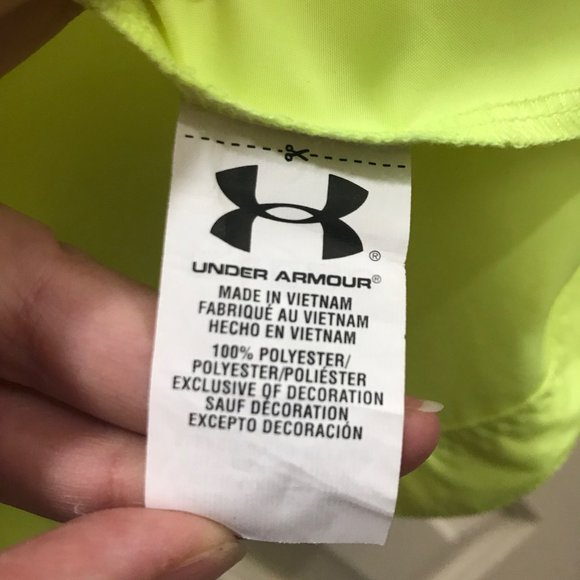 ®
UNDER ARMOUR®
MADE IN VIETNAM
FABRIQUÉ AU VIETNAM
HECHO EN VIETNAM
100% POLYESTER/
POLYESTER/POLIÉSTER
EXCLUSIVE OF DECORATION
SAUF DÉCORATION
EXCEPTO DECORACIÓN